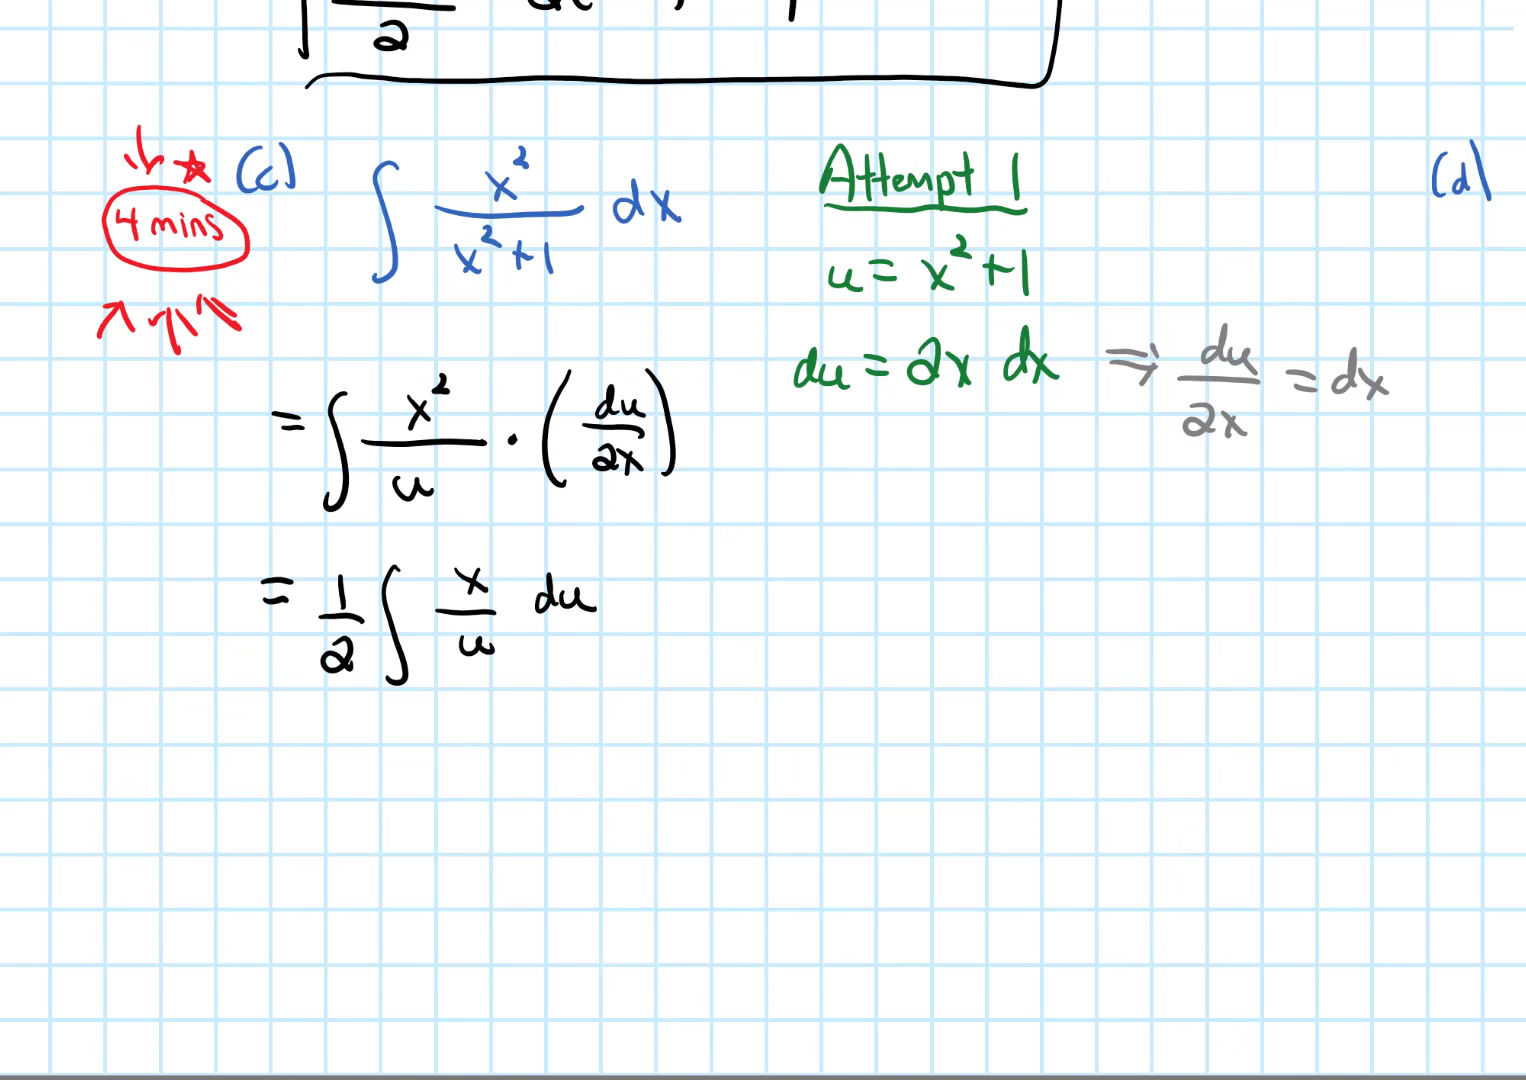 2
(c) ∫ x²/(x²+1) dx
4 mins
Attempt 1
u = x²+1
du = 2x dx ⇒ du/2x = dx
(d)
= ∫ x²/u · (du/2x)
= 1/2 ∫ x/u du